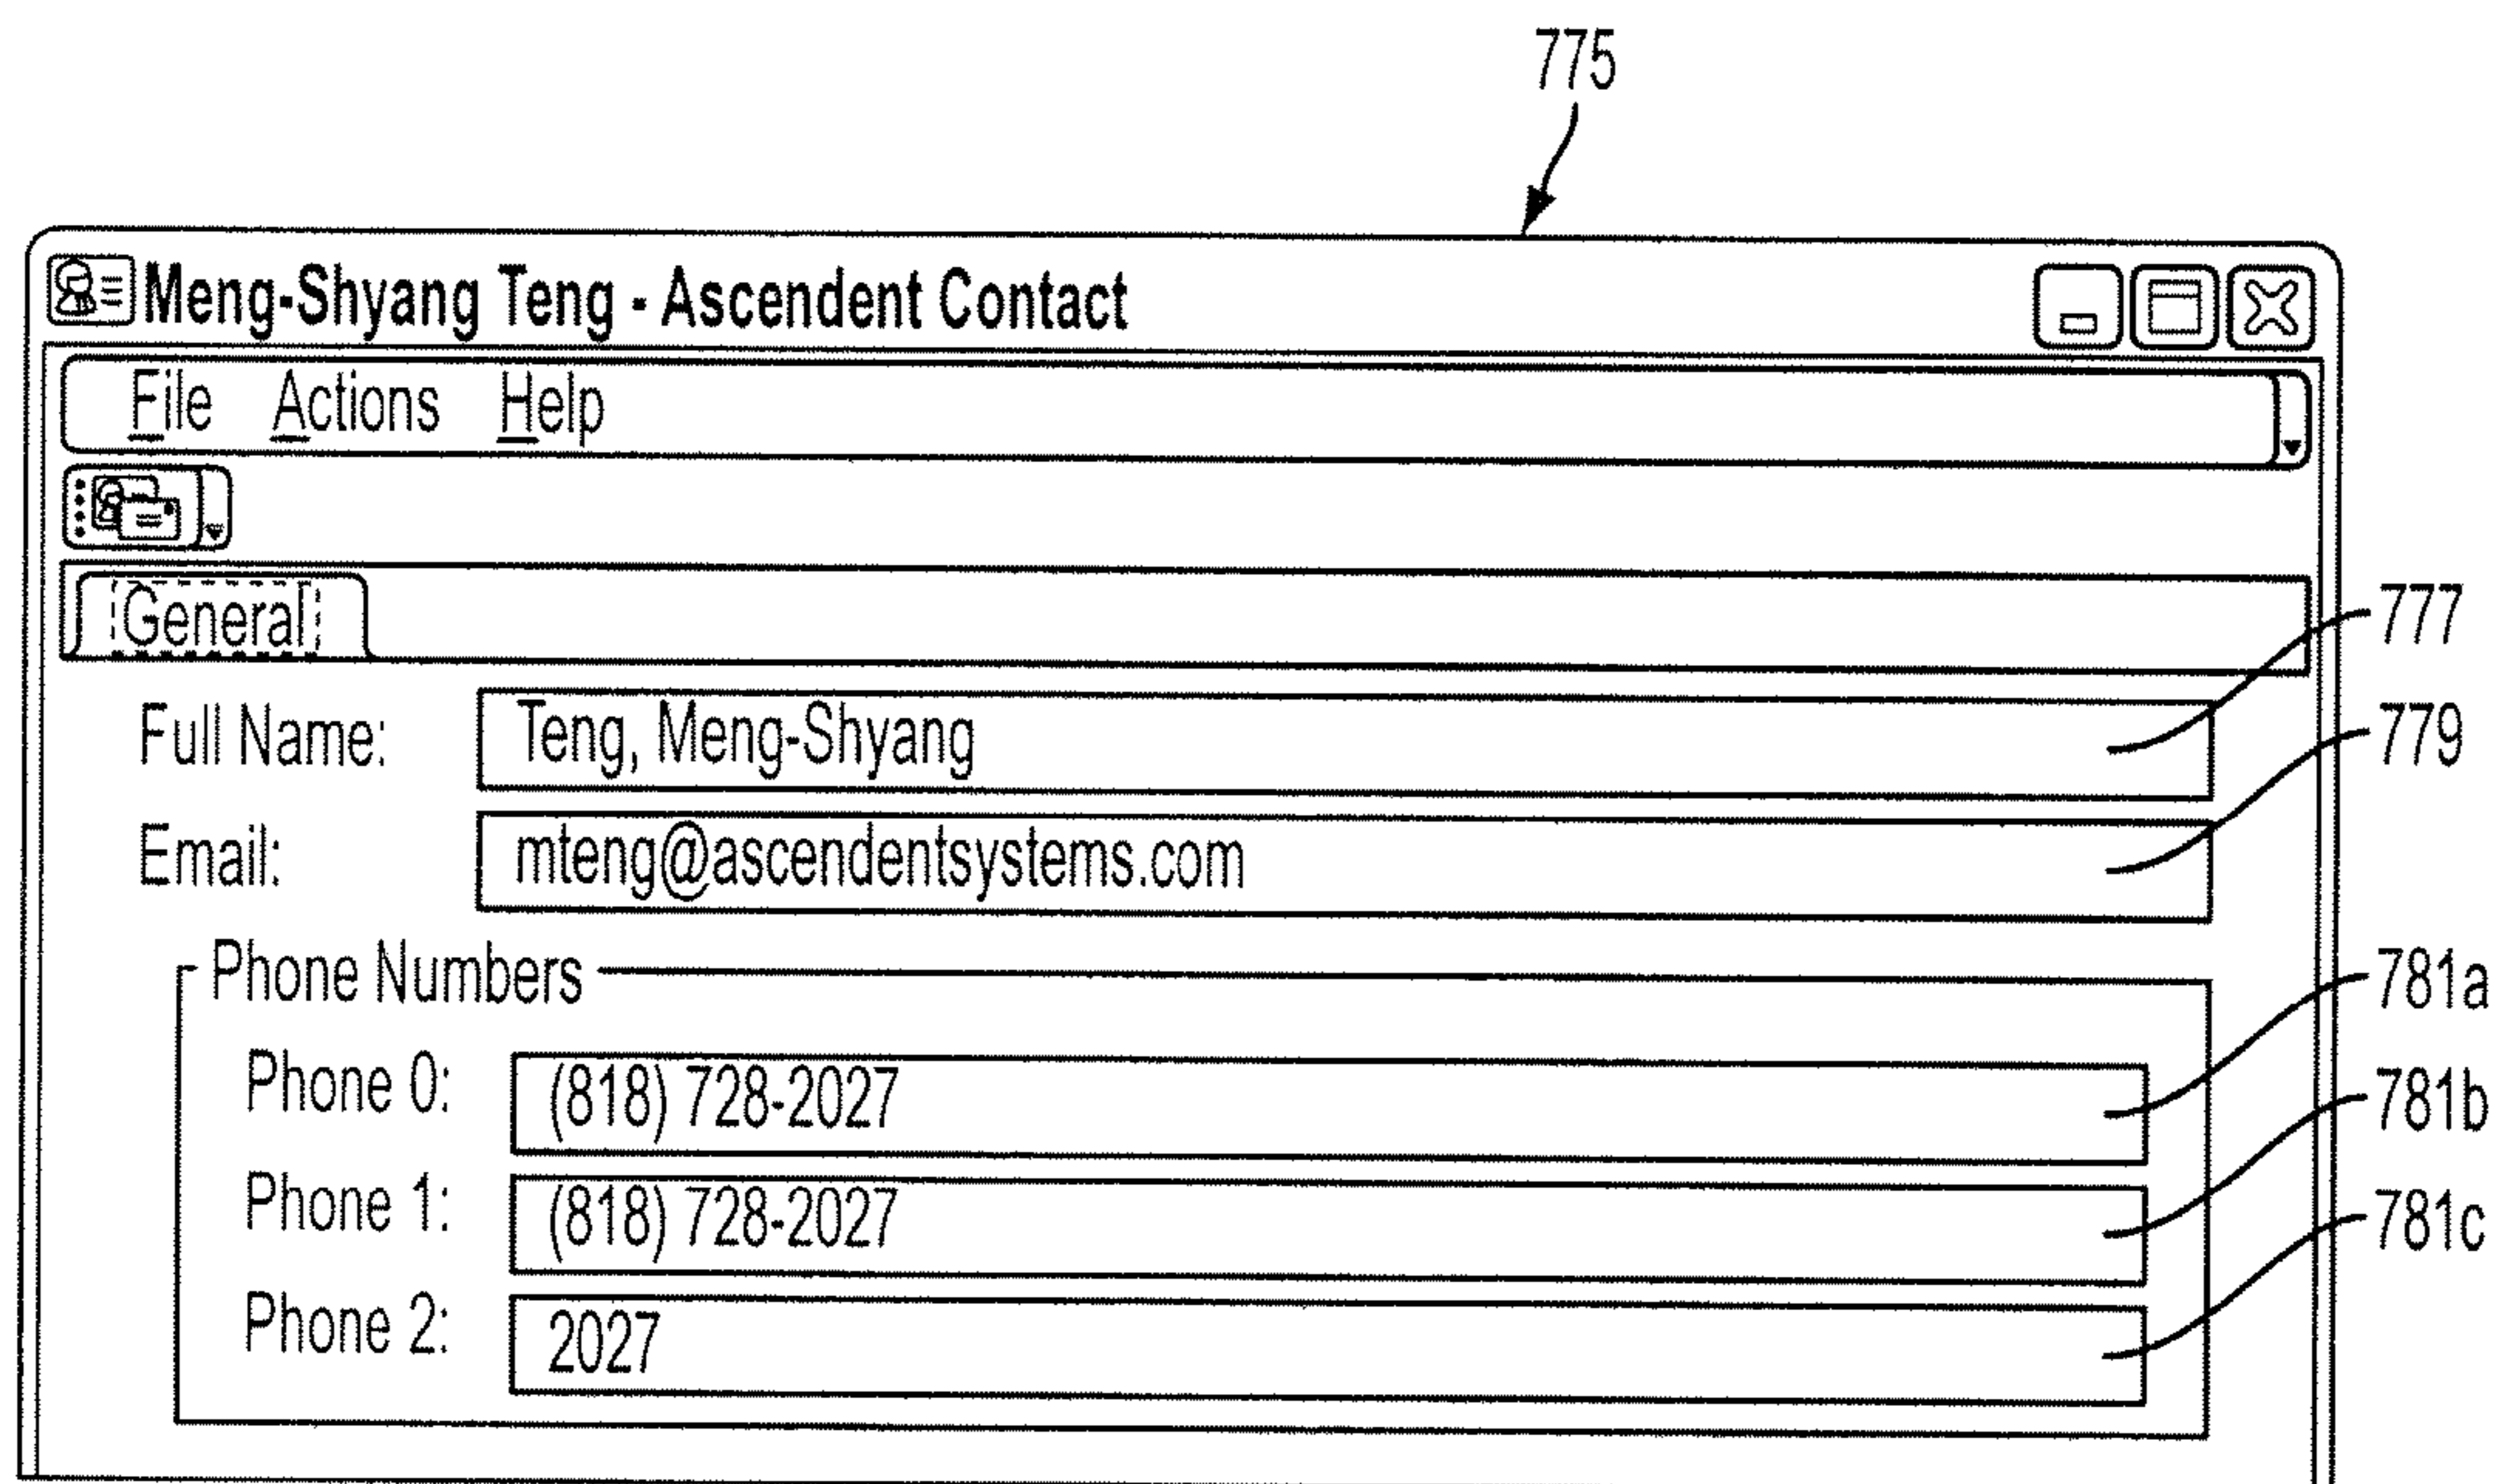 775
Meng-Shyang Teng - Ascendent Contact
File Actions Help
General
777
Full Name: Teng, Meng-Shyang
779
Email: mteng@ascendentsystems.com
Phone Numbers
781a
Phone 0: (818) 728-2027
781b
Phone 1: (818) 728-2027
781c
Phone 2: 2027